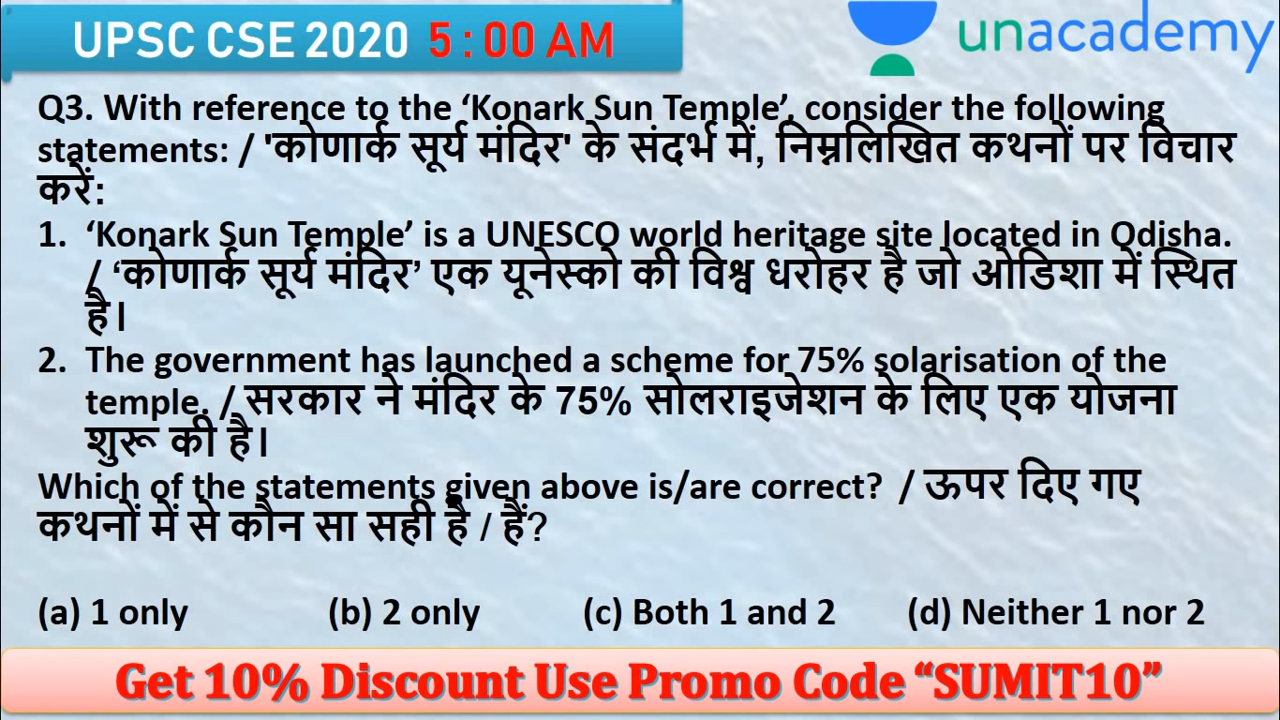 UPSC CSE 2020 5 : 00 AM
unacademy
Q3. With reference to the ‘Konark Sun Temple’, consider the following
statements: / 'कोणार्क सूर्य मंदिर' के संदर्भ में, निम्नलिखित कथनों पर विचार
करें:
1. ‘Konark Sun Temple’ is a UNESCO world heritage site located in Odisha.
/ ‘कोणार्क सूर्य मंदिर’ एक यूनेस्को की विश्व धरोहर है जो ओडिशा में स्थित
है।
2. The government has launched a scheme for 75% solarisation of the
temple. / सरकार ने मंदिर के 75% सोलराइजेशन के लिए एक योजना
शुरू की है।
Which of the statements given above is/are correct? / ऊपर दिए गए
कथनों में से कौन सा सही है / हैं?
(a) 1 only (b) 2 only (c) Both 1 and 2 (d) Neither 1 nor 2
Get 10% Discount Use Promo Code “SUMIT10”